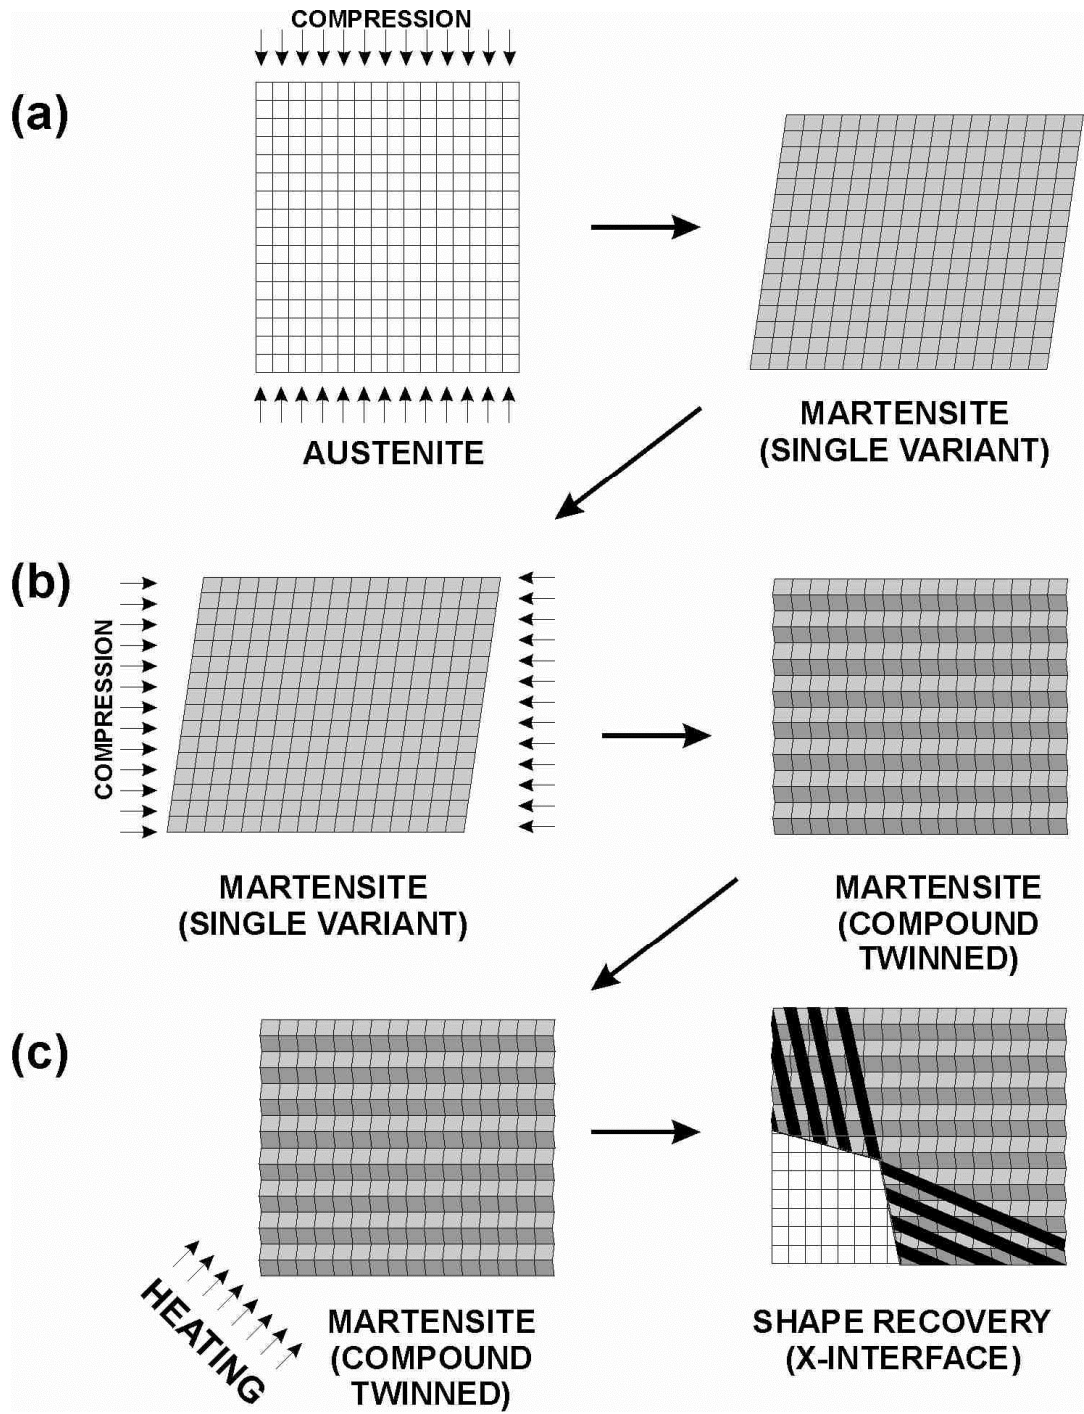 COMPRESSION
(a)
AUSTENITE
MARTENSITE
(SINGLE VARIANT)
(b)
COMPRESSION
MARTENSITE
(SINGLE VARIANT)
MARTENSITE
(COMPOUND
TWINNED)
(c)
HEATING
MARTENSITE
(COMPOUND
TWINNED)
SHAPE RECOVERY
(X-INTERFACE)